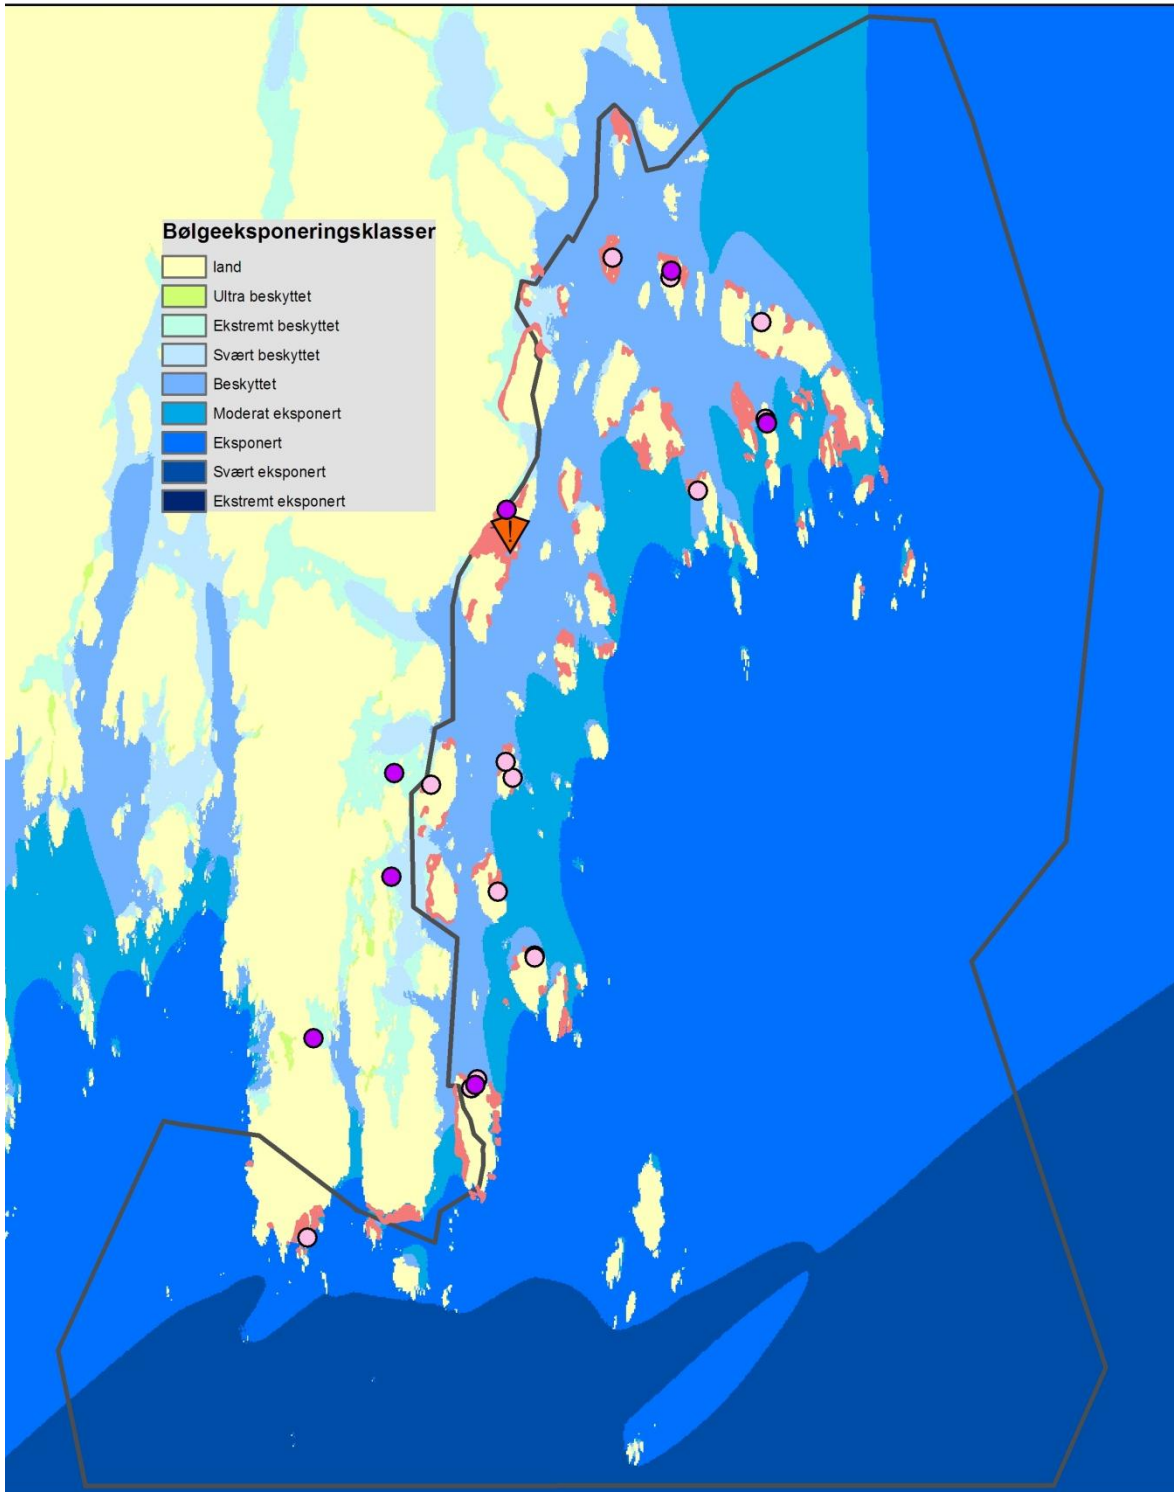 Bølgeeksponeringsklasser
land
Ultra beskyttet
Ekstremt beskyttet
Svært beskyttet
Beskyttet
Moderat eksponert
Eksponert
Svært eksponert
Ekstremt eksponert
!